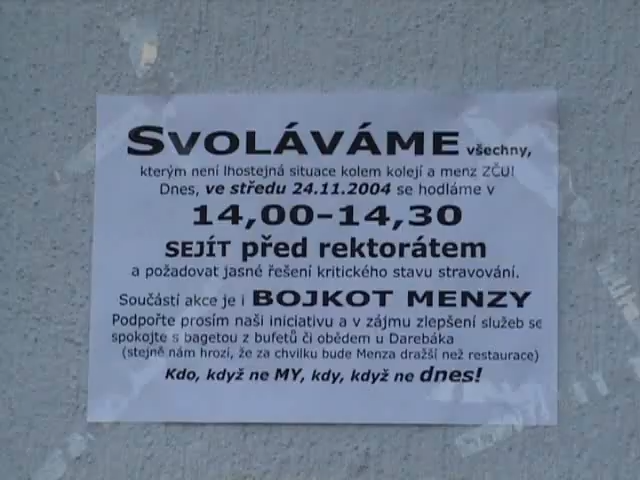 SVOLÁVÁME všechny,
kterým není lhostejná situace kolem kolejí a menz ZČU!
Dnes, ve středu 24.11.2004 se hodláme v
14,00-14,30
SEJÍT před rektorátem
a požadovat jasné řešení kritického stavu stravování.
Součástí akce je i BOJKOT MENZY
Podpořte prosím naši iniciativu a v zájmu zlepšení služeb se
spokojte s bagetou z bufetů či obědem u Darebáka
(stejně nám hrozí, že za chvilku bude Menza dražší než restaurace)
Kdo, když ne MY, kdy, když ne dnes!